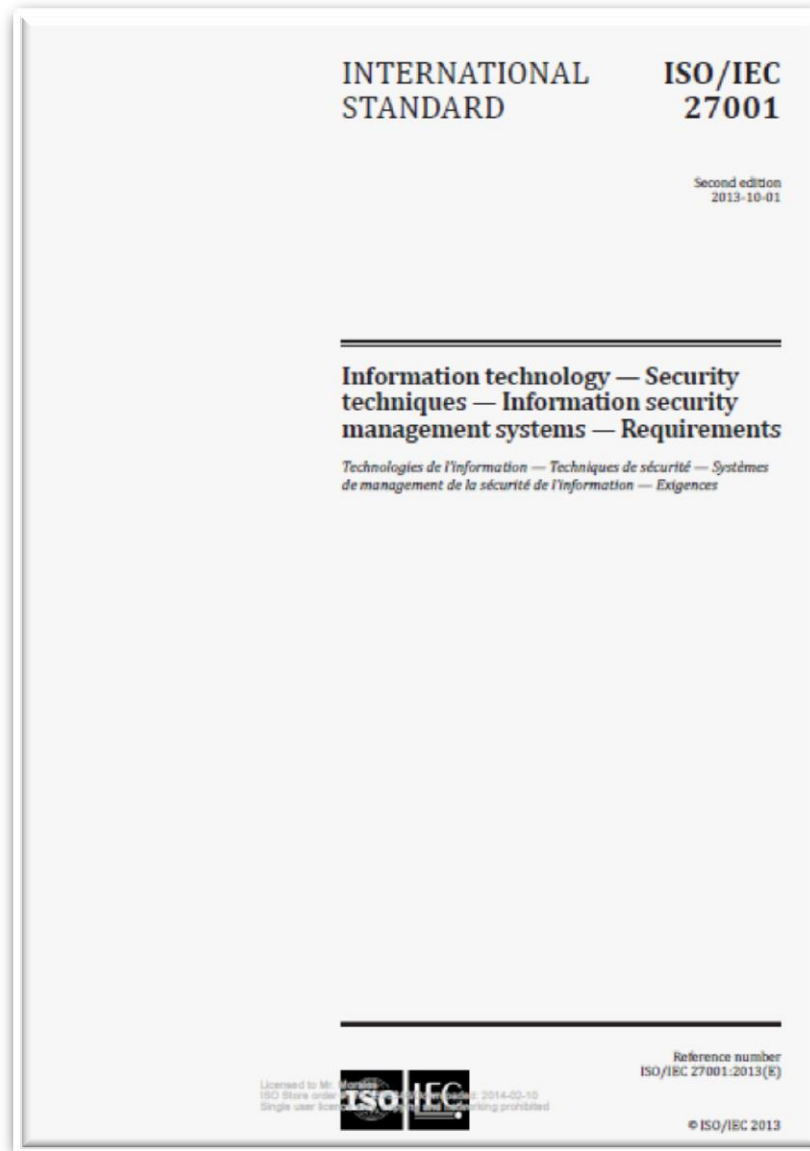 INTERNATIONAL STANDARD
ISO/IEC 27001
Second edition
2013-10-01
Information technology — Security
techniques — Information security
management systems — Requirements
Technologies de l'information — Techniques de sécurité — Systèmes
de management de la sécurité de l'information — Exigences
Reference number
ISO/IEC 27001:2013(E)
Licensed to Mr. Morales
ISO Store order 2014-02-10
Single user licen networking prohibited
ISO IEC
© ISO/IEC 2013